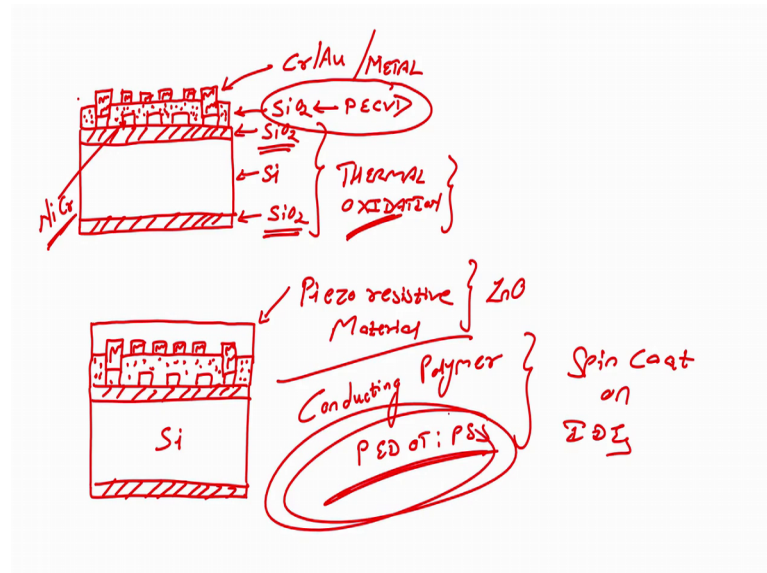 Cr/Au /METAL
SiO2 ← PECVD
SiO2
Si
THERMAL
OXIDATION
NiCr
SiO2
Piezo resistive
Material
ZnO
Conducting Polymer
PEDOT: PSS
Spin Coat
on
IDEs
M
M
M
M
Si